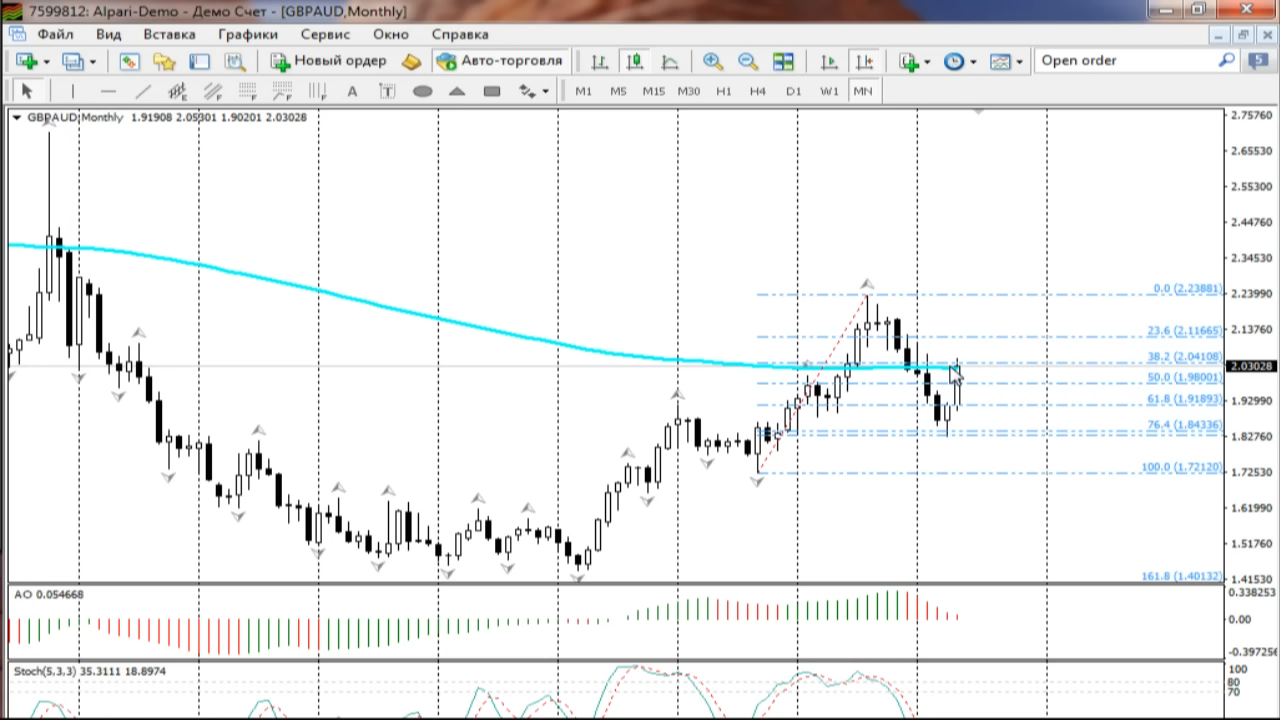 7599812: Alpari-Demo - Демо Счет - [GBPAUD,Monthly]
Файл Вид Вставка Графики Сервис Окно Справка
Новый ордер Авто-торговля Open order 5
A T M1 M5 M15 M30 H1 H4 D1 W1 MN
GBPAUD,Monthly 1.91908 2.05301 1.90201 2.03028
2.75760
2.65530
2.55300
2.44760
2.34530
0.0 (2.23881) 2.23990
23.6 (2.11665) 2.13760
38.2 (2.04108)
2.03028
50.0 (1.98001)
61.8 (1.91893) 1.92990
76.4 (1.84336) 1.82760
100.0 (1.72120) 1.72530
1.61990
1.51760
161.8 (1.40132) 1.41530
AO 0.054668 0.338253
0.00
-0.397256
Stoch(5,3,3) 35.3111 18.8974 100
80
70